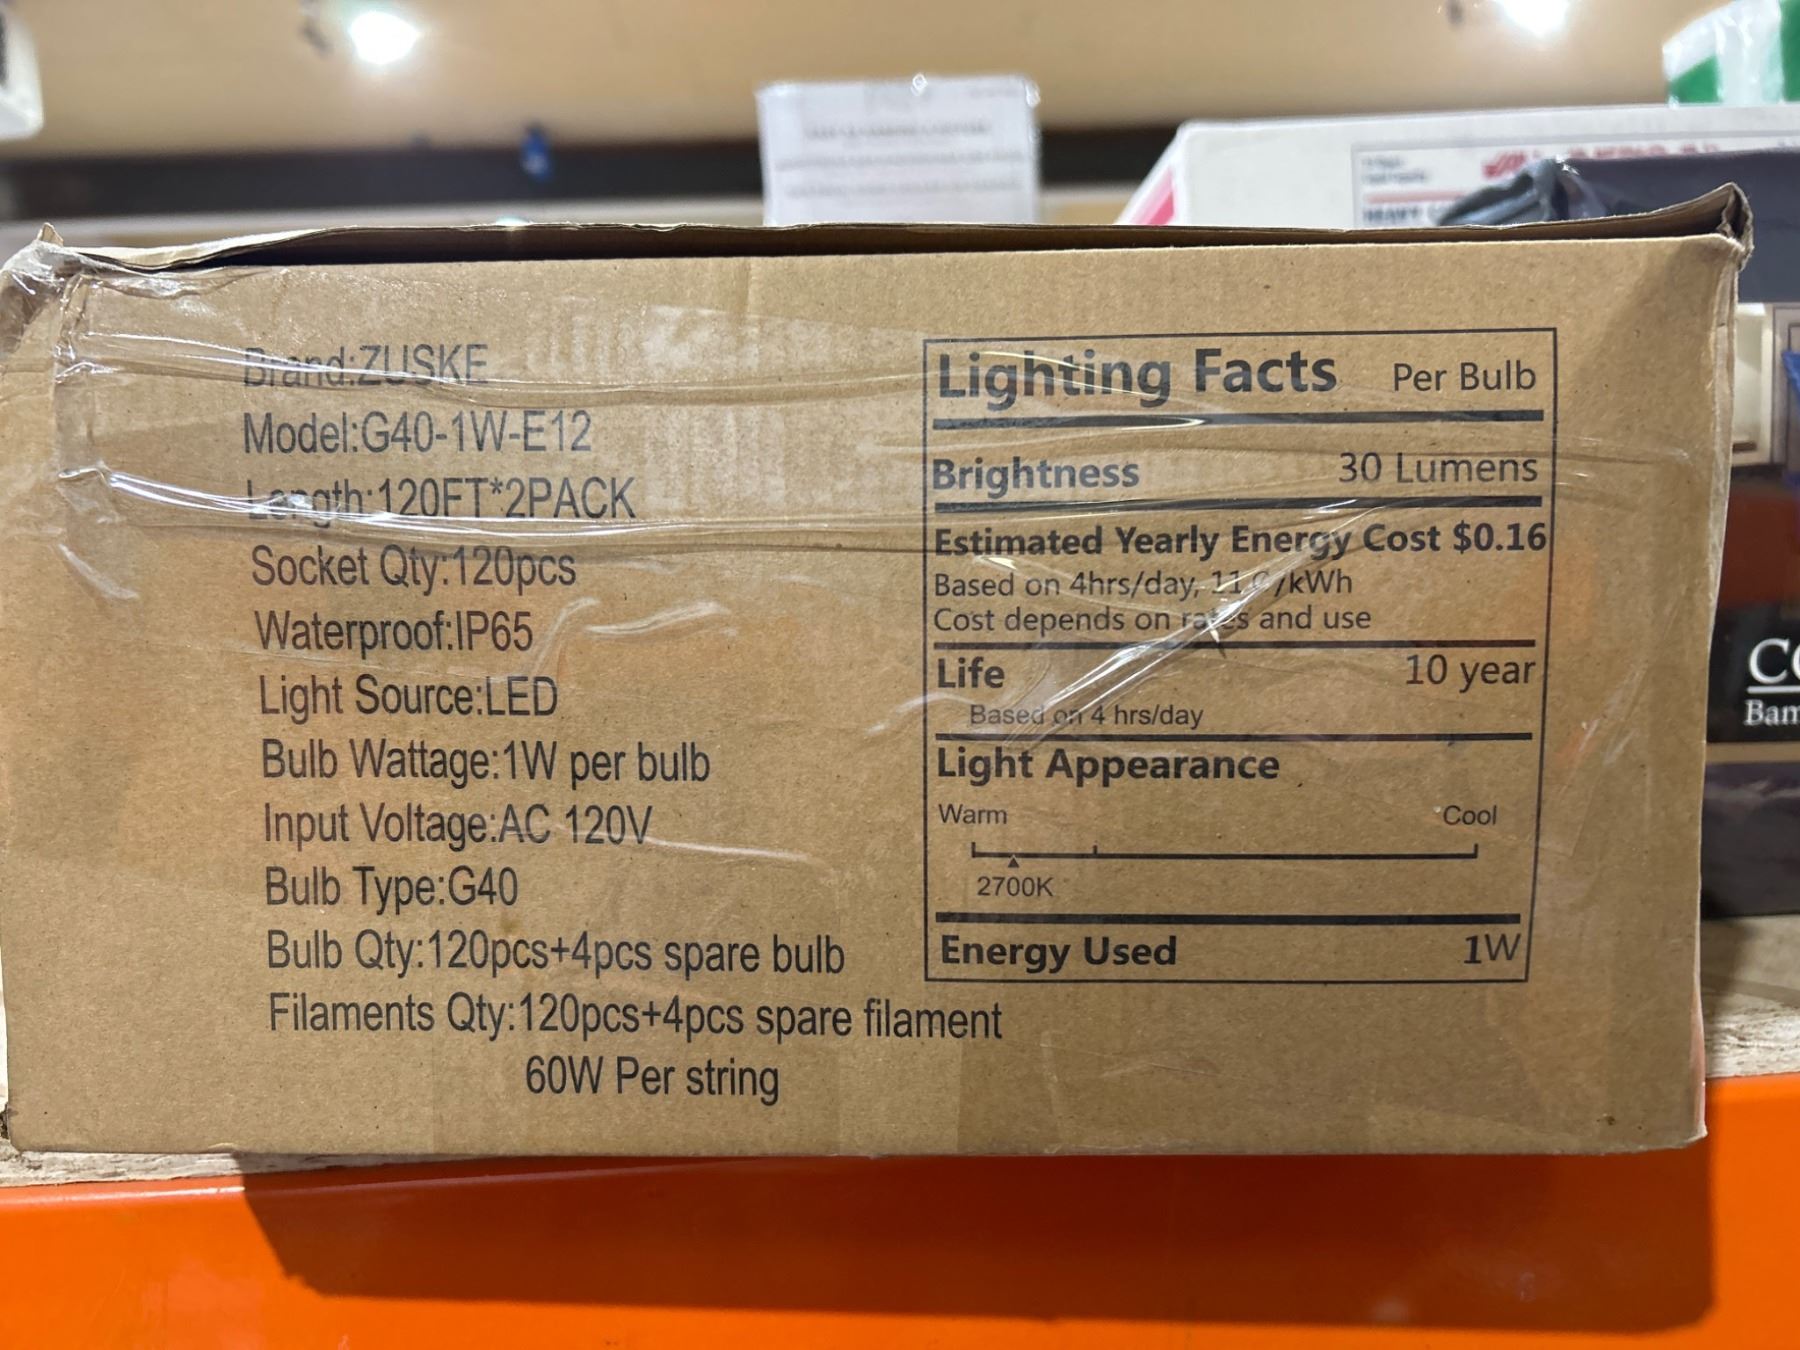 Brand:ZUSKE
Model:G40-1W-E12
Length:120FT*2PACK
Socket Qty:120pcs
Waterproof:IP65
Light Source:LED
Bulb Wattage:1W per bulb
Input Voltage:AC 120V
Bulb Type:G40
Bulb Qty:120pcs+4pcs spare bulb
Filaments Qty:120pcs+4pcs spare filament
60W Per string
Lighting Facts Per Bulb
Brightness 30 Lumens
Estimated Yearly Energy Cost $0.16
Based on 4hrs/day, 11 ¢/kWh
Cost depends on rates and use
Life 10 year
Based on 4 hrs/day
Light Appearance
Warm Cool
2700K
Energy Used 1W
HEAVY